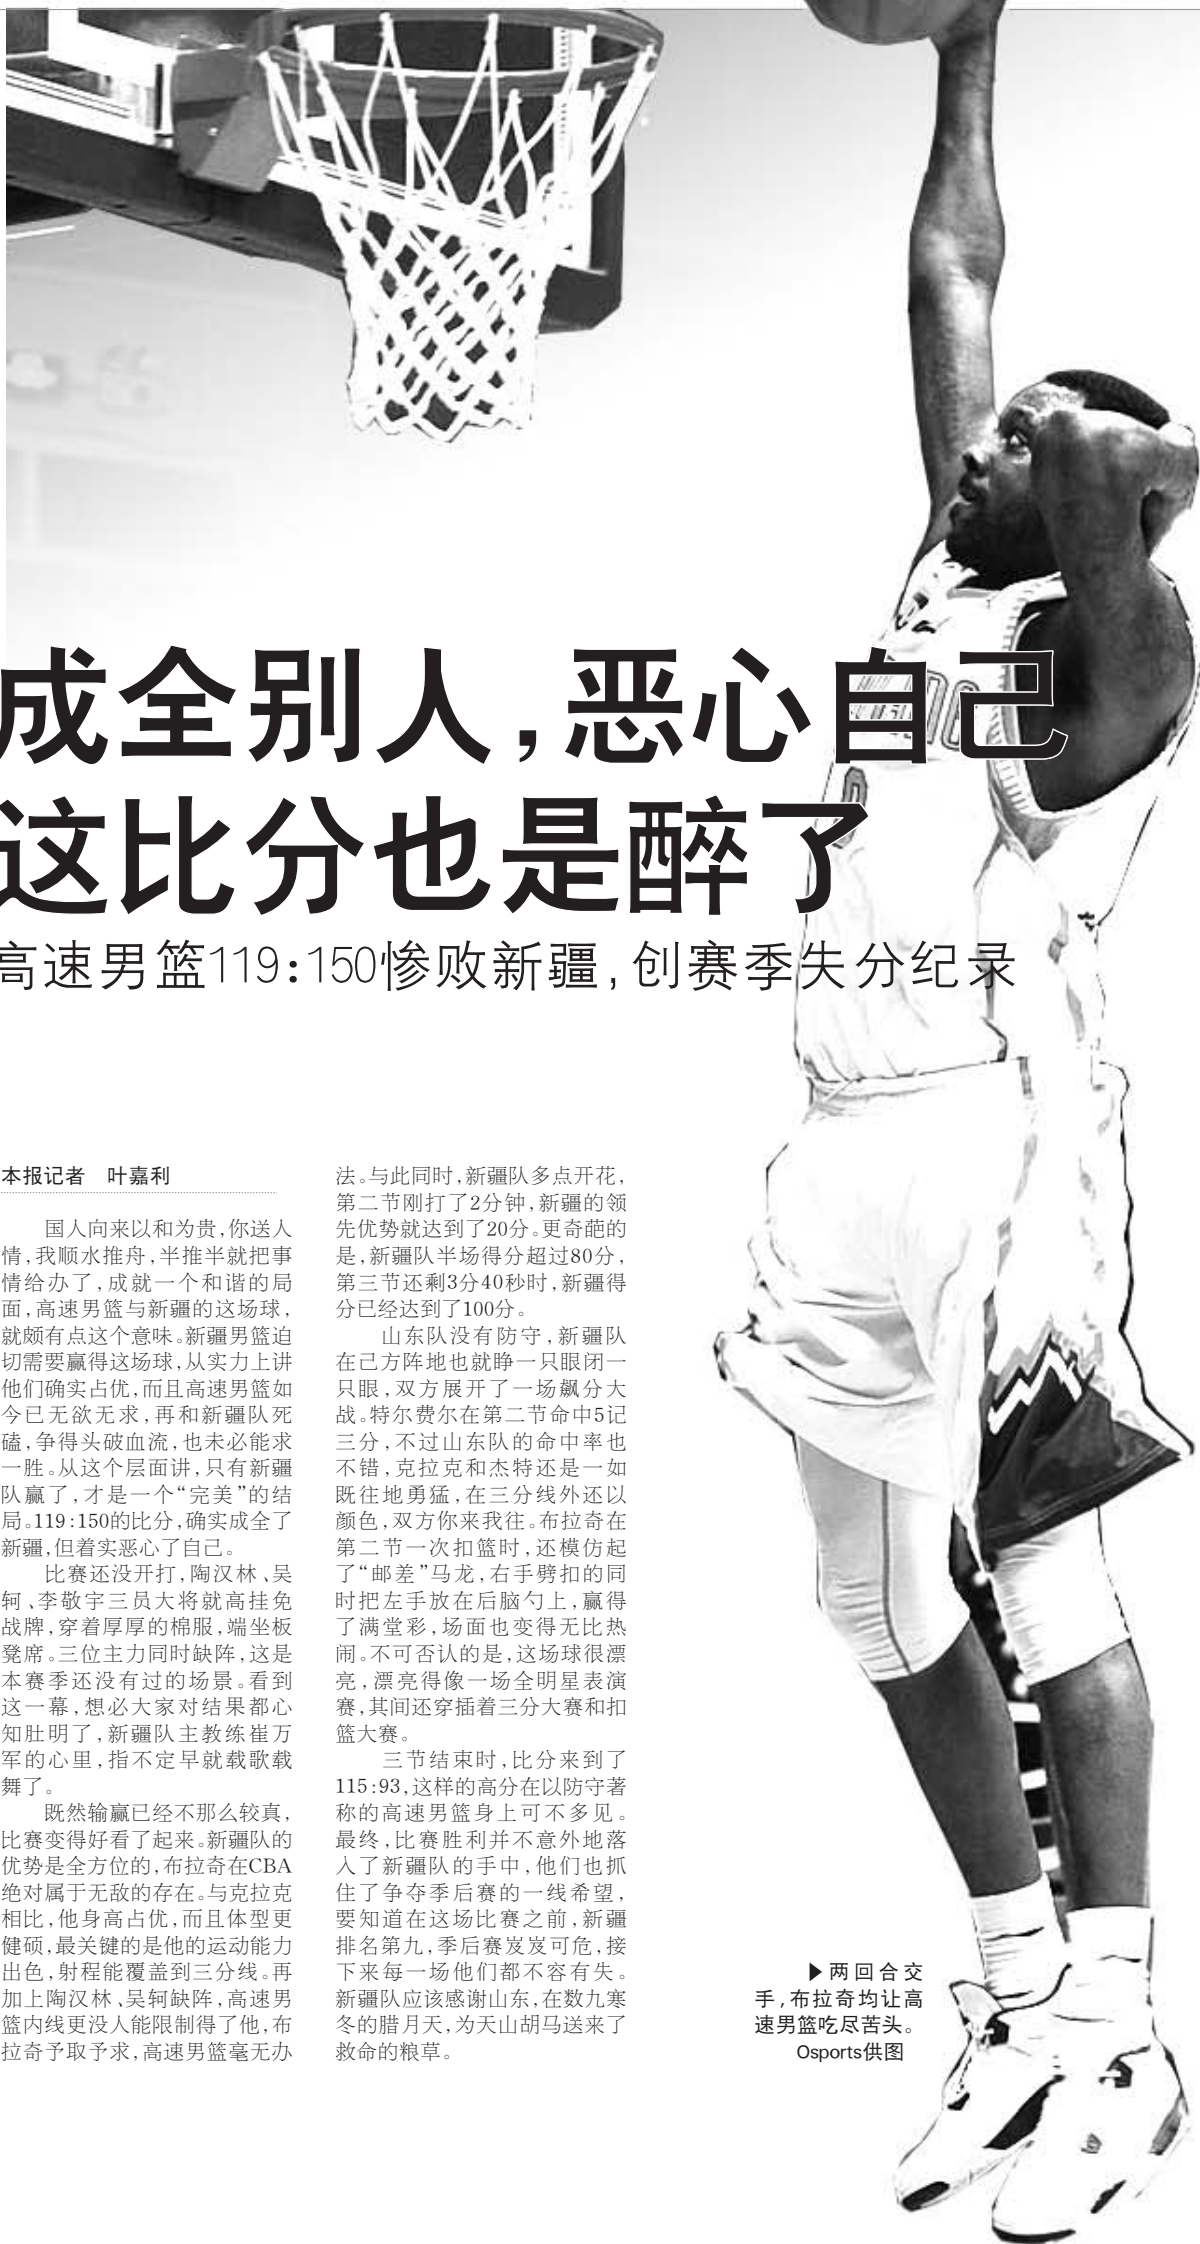 成全别人,恶心自己
这比分也是醉了
高速男篮119:150惨败新疆,创赛季失分纪录
本报记者 叶嘉利
国人向来以和为贵,你送人
情,我顺水推舟,半推半就把事
情给办了,成就一个和谐的局
面,高速男篮与新疆的这场球,
就颇有点这个意味。新疆男篮迫
切需要赢得这场球,从实力上讲
他们确实占优,而且高速男篮如
今已无欲无求,再和新疆队死
磕,争得头破血流,也未必能求
一胜。从这个层面讲,只有新疆
队赢了,才是一个“完美”的结
局。119:150的比分,确实成全了
新疆,但着实恶心了自己。
比赛还没开打,陶汉林、吴
轲、李敬宇三员大将就高挂免
战牌,穿着厚厚的棉服,端坐板
凳席。三位主力同时缺阵,这是
本赛季还没有过的场景。看到
这一幕,想必大家对结果都心
知肚明了,新疆队主教练崔万
军的心里,指不定早就载歌载
舞了。
既然输赢已经不那么较真,
比赛变得好看了起来。新疆队的
优势是全方位的,布拉奇在CBA
绝对属于无敌的存在。与克拉克
相比,他身高占优,而且体型更
健硕,最关键的是他的运动能力
出色,射程能覆盖到三分线。再
加上陶汉林、吴轲缺阵,高速男
篮内线更没人能限制得了他,布
拉奇予取予求,高速男篮毫无办
法。与此同时,新疆队多点开花,
第二节刚打了2分钟,新疆的领
先优势就达到了20分。更奇葩的
是,新疆队半场得分超过80分,
第三节还剩3分40秒时,新疆得
分已经达到了100分。
山东队没有防守,新疆队
在己方阵地也就睁一只眼闭一
只眼,双方展开了一场飙分大
战。特尔费尔在第二节命中5记
三分,不过山东队的命中率也
不错,克拉克和杰特还是一如
既往地勇猛,在三分线外还以
颜色,双方你来我往。布拉奇在
第二节一次扣篮时,还模仿起
了“邮差”马龙,右手劈扣的同
时把左手放在后脑勺上,赢得
了满堂彩,场面也变得无比热
闹。不可否认的是,这场球很漂
亮,漂亮得像一场全明星表演
赛,其间还穿插着三分大赛和扣
篮大赛。
三节结束时,比分来到了
115:93,这样的高分在以防守著
称的高速男篮身上可不多见。
最终,比赛胜利并不意外地落
入了新疆队的手中,他们也抓
住了争夺季后赛的一线希望,
要知道在这场比赛之前,新疆
排名第九,季后赛岌岌可危,接
下来每一场他们都不容有失。
新疆队应该感谢山东,在数九寒
冬的腊月天,为天山胡马送来了
救命的粮草。
▶两回合交
手,布拉奇均让高
速男篮吃尽苦头。
Osports供图